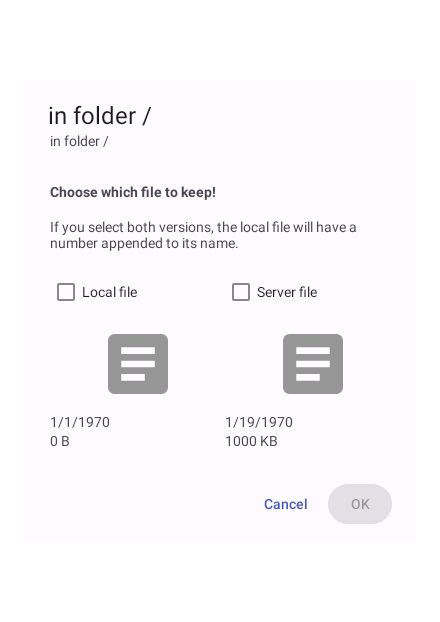 in folder /
in folder /
Choose which file to keep!
If you select both versions, the local file will have a
number appended to its name.
Local file
Server file
1/1/1970
1/19/1970
0 B
1000 KB
Cancel
OK